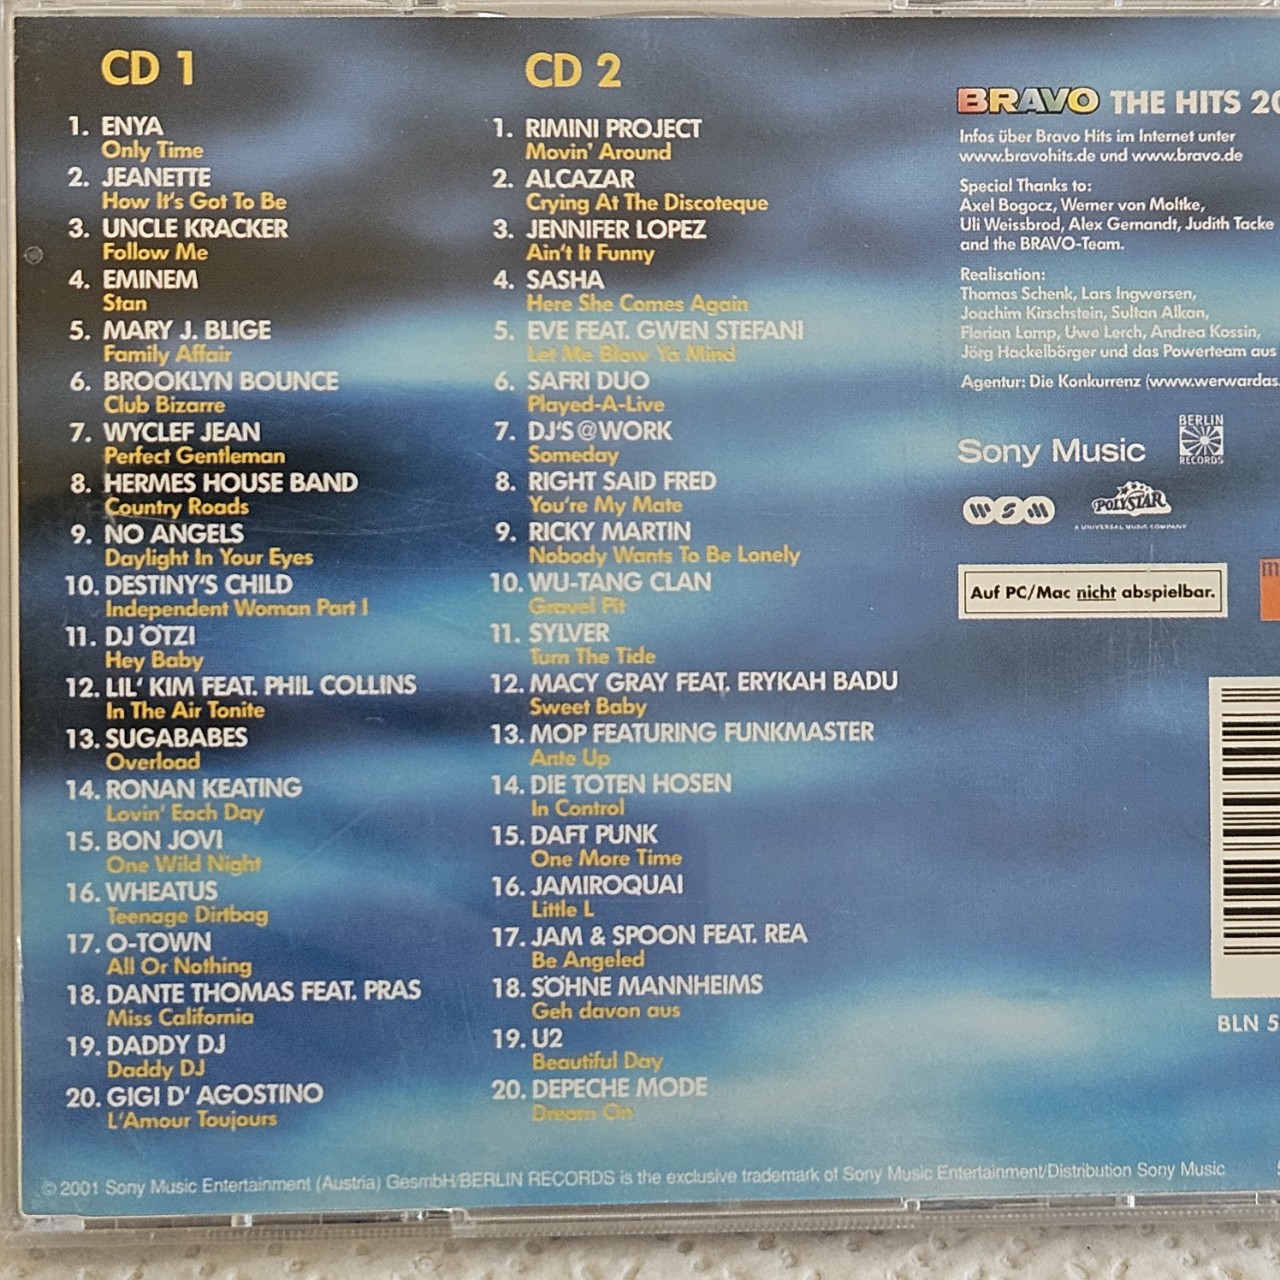 CD 1
1. ENYA
Only Time
2. JEANETTE
How It's Got To Be
3. UNCLE KRACKER
Follow Me
4. EMINEM
Stan
5. MARY J. BLIGE
Family Affair
6. BROOKLYN BOUNCE
Club Bizarre
7. WYCLEF JEAN
Perfect Gentleman
8. HERMES HOUSE BAND
Country Roads
9. NO ANGELS
Daylight In Your Eyes
10. DESTINY'S CHILD
Independent Woman Part I
11. DJ ÖTZI
Hey Baby
12. LIL' KIM FEAT. PHIL COLLINS
In The Air Tonite
13. SUGABABES
Overload
14. RONAN KEATING
Lovin' Each Day
15. BON JOVI
One Wild Night
16. WHEATUS
Teenage Dirtbag
17. O-TOWN
All Or Nothing
18. DANTE THOMAS FEAT. PRAS
Miss California
19. DADDY DJ
Daddy DJ
20. GIGI D' AGOSTINO
L'Amour Toujours
CD 2
1. RIMINI PROJECT
Movin' Around
2. ALCAZAR
Crying At The Discoteque
3. JENNIFER LOPEZ
Ain't It Funny
4. SASHA
Here She Comes Again
5. EVE FEAT. GWEN STEFANI
Let Me Blow Ya Mind
6. SAFRI DUO
Played-A-Live
7. DJ'S@WORK
Someday
8. RIGHT SAID FRED
You're My Mate
9. RICKY MARTIN
Nobody Wants To Be Lonely
10. WU-TANG CLAN
Gravel Pit
11. SYLVER
Turn The Tide
12. MACY GRAY FEAT. ERYKAH BADU
Sweet Baby
13. MOP FEATURING FUNKMASTER
Ante Up
14. DIE TOTEN HOSEN
In Control
15. DAFT PUNK
One More Time
16. JAMIROQUAI
Little L
17. JAM & SPOON FEAT. REA
Be Angeled
18. SÖHNE MANNHEIMS
Geh davon aus
19. U2
Beautiful Day
20. DEPECHE MODE
Dream On
BRAVO THE HITS 20
Infos über Bravo Hits im Internet unter
www.bravohits.de und www.bravo.de
Special Thanks to:
Axel Bogocz, Werner von Moltke,
Uli Weissbrod, Alex Gernandt, Judith Tacke
and the BRAVO-Team.
Realisation:
Thomas Schenk, Lars Ingwersen,
Joachim Kirschstein, Sultan Alkan,
Florian Lamp, Uwe Lerch, Andrea Kossin,
Jörg Hackelbörger und das Powerteam aus
Agentur: Die Konkurrenz (www.werwardas.
Sony Music
BERLIN
RECORDS
WSM
POLYSTAR
A UNIVERSAL MUSIC COMPANY
Auf PC/Mac nicht abspielbar.
m
BLN 5
© 2001 Sony Music Entertainment (Austria) GesmbH/BERLIN RECORDS is the exclusive trademark of Sony Music Entertainment/Distribution Sony Music